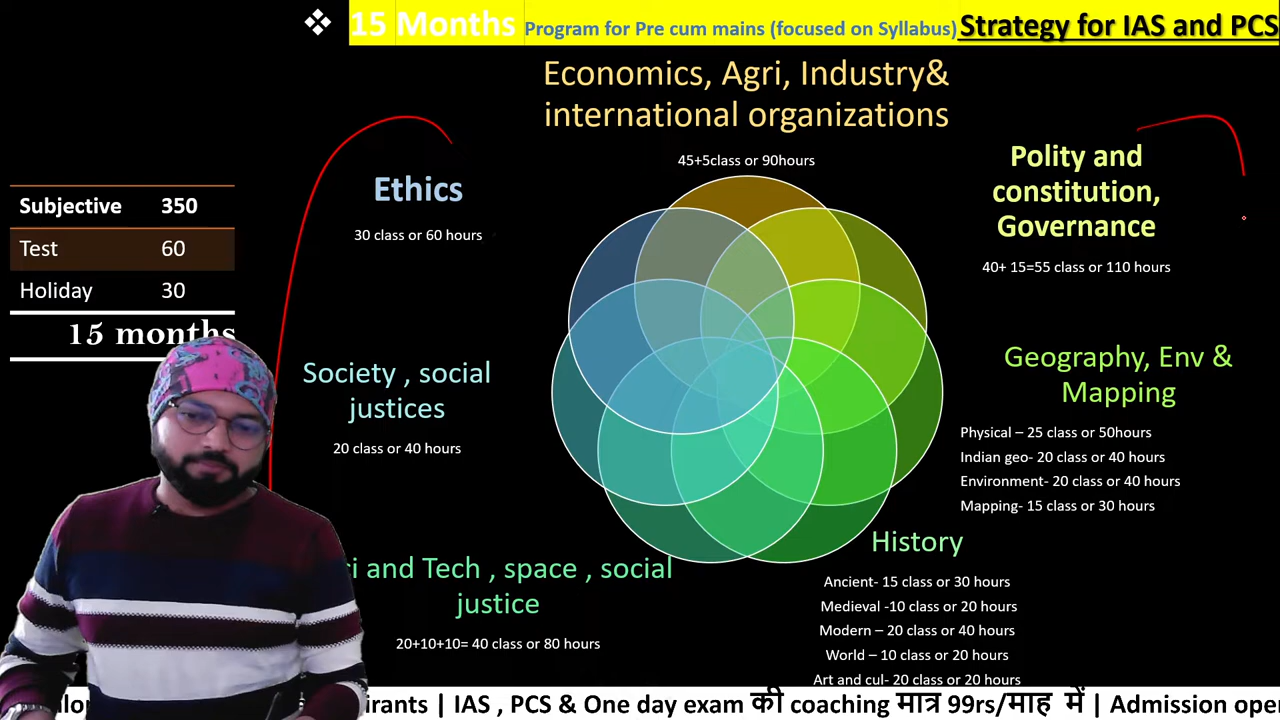 15 Months Program for Pre cum mains (focused on Syllabus) Strategy for IAS and PCS
Economics, Agri, Industry&
international organizations
45+5class or 90hours
Polity and
constitution,
Governance
40+ 15=55 class or 110 hours
Ethics
30 class or 60 hours
Subjective 350
Test 60
Holiday 30
15 months
Society , social
justices
20 class or 40 hours
Geography, Env &
Mapping
Physical – 25 class or 50hours
Indian geo- 20 class or 40 hours
Environment- 20 class or 40 hours
Mapping- 15 class or 30 hours
and Tech , space , social
justice
20+10+10= 40 class or 80 hours
History
Ancient- 15 class or 30 hours
Medieval -10 class or 20 hours
Modern – 20 class or 40 hours
World – 10 class or 20 hours
Art and cul- 20 class or 20 hours
| IAS , PCS & One day exam की coaching मात्र 99rs/माह में | Admission ope